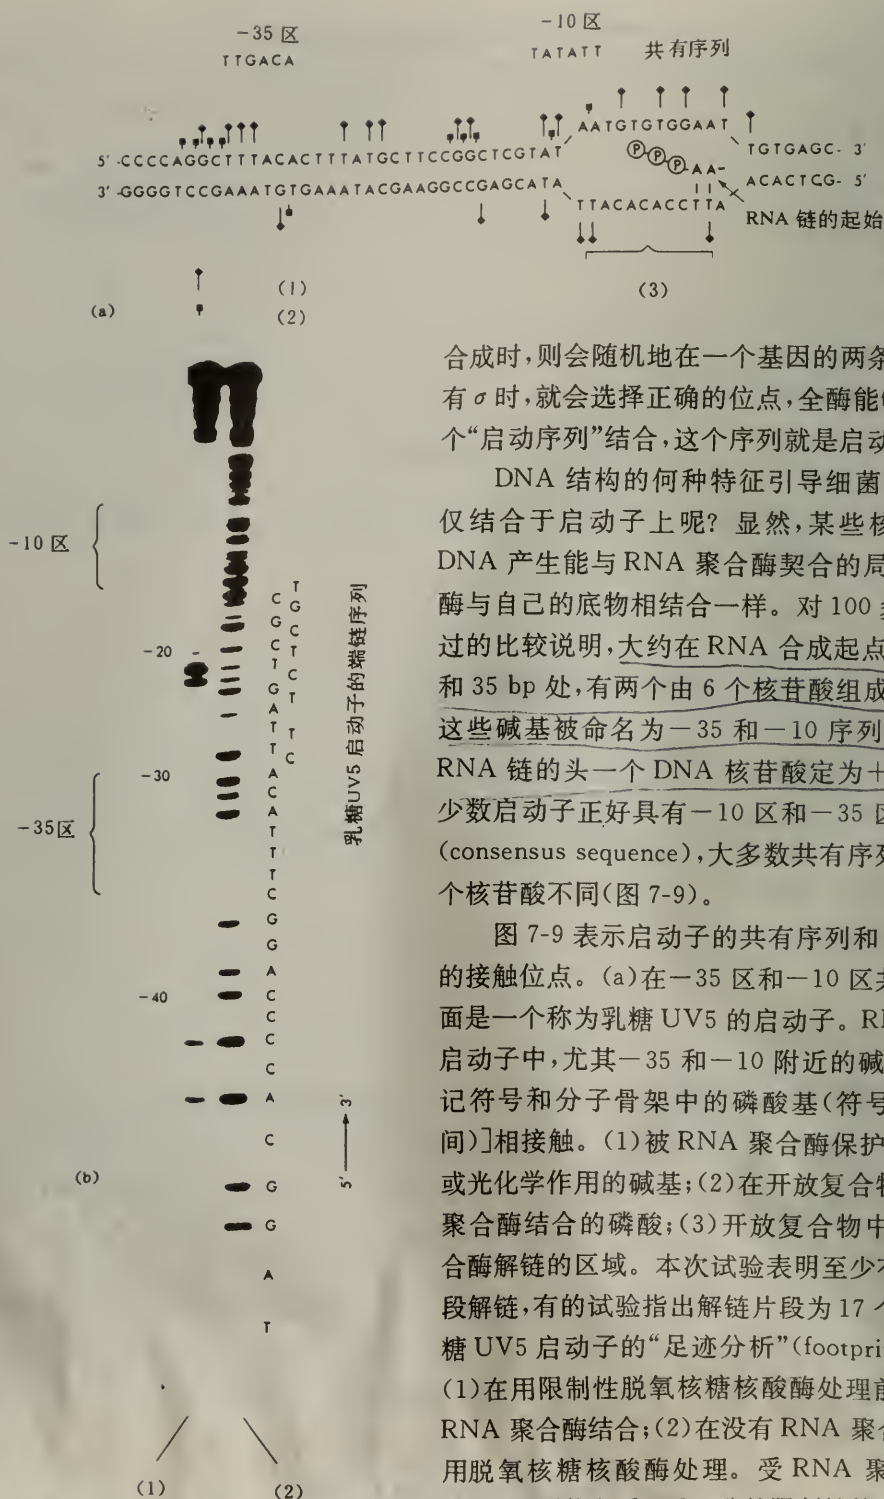 -35 区
-10 区
TTGACA
TATATT 共有序列
AATGTGTGGAAT
5' -CCCCAGGCTTTACACTTTATGCTTCCGGCTCGTAT
TGTGAGC- 3'
PPP-AA-
3' -GGGGTCCGAAATGTGAAATACGAAGGCCGAGCATA
ACACTCG- 5'
TTACACACCTTA
RNA 链的起始
(1)
(2)
(3)
(a)
-10 区
-20
-30
-35区
-40
T
G
C
T
C
T
T
C
C
G
C
T
G
A
T
T
A
C
A
T
T
T
C
G
G
A
C
C
C
C
A
C
G
G
A
T
乳糖UV5 启动子的端链序列
5' 3'
(b)
(1)
(2)
合成时,则会随机地在一个基因的两条
有 σ 时,就会选择正确的位点,全酶能
个“启动序列”结合,这个序列就是启动
DNA 结构的何种特征引导细菌
仅结合于启动子上呢? 显然,某些核
DNA 产生能与 RNA 聚合酶契合的局
酶与自己的底物相结合一样。对 100
过的比较说明,大约在 RNA 合成起点
和 35 bp 处,有两个由 6 个核苷酸组成
这些碱基被命名为-35 和-10 序列
RNA 链的头一个 DNA 核苷酸定为+
少数启动子正好具有-10 区和-35 区
(consensus sequence),大多数共有序列
个核苷酸不同(图 7-9)。
图 7-9 表示启动子的共有序列和
的接触位点。(a)在-35 区和-10 区共
面是一个称为乳糖 UV5 的启动子。R
启动子中,尤其-35 和-10 附近的碱
记符号和分子骨架中的磷酸基(符号
间)]相接触。(1)被 RNA 聚合酶保护
或光化学作用的碱基;(2)在开放复合物
聚合酶结合的磷酸;(3)开放复合物中
合酶解链的区域。本次试验表明至少
段解链,有的试验指出解链片段为 17 个
糖 UV5 启动子的“足迹分析”(footpri
(1)在用限制性脱氧核糖核酸酶处理前
RNA 聚合酶结合;(2)在没有 RNA 聚合
用脱氧核糖核酸酶处理。受 RNA 聚